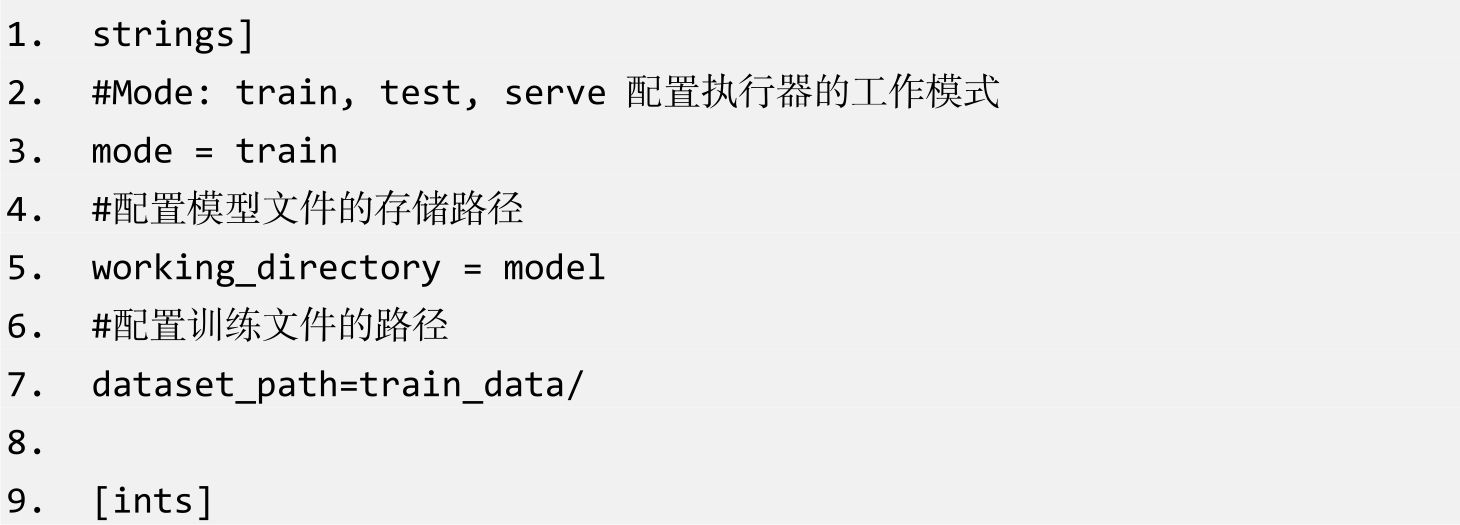 1. strings]
2. #Mode: train, test, serve 配置执行器的工作模式
3. mode = train
4. #配置模型文件的存储路径
5. working_directory = model
6. #配置训练文件的路径
7. dataset_path=train_data/
8.
9. [ints]